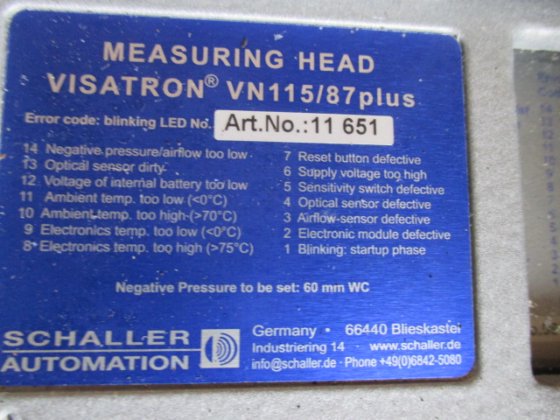 MEASURING HEAD
VISATRON® VN115/87plus
Error code: blinking LED No. Art.No.:11 651
14 Negative pressure/airflow too low
13 Optical sensor dirty
12 Voltage of internal battery too low
11 Ambient temp. too low (<0°C)
10 Ambient temp. too high (>70°C)
9 Electronics temp. too low (<0°C)
8 Electronics temp. too high (>75°C)
7 Reset button defective
6 Supply voltage too high
5 Sensitivity switch defective
4 Optical sensor defective
3 Airflow-sensor defective
2 Electronic module defective
1 Blinking: startup phase
Negative Pressure to be set: 60 mm WC
SCHALLER
AUTOMATION
Germany • 66440 Blieskastel
Industriering 14 www.schaller.de
info@schaller.de · Phone +49(0)6842-5080